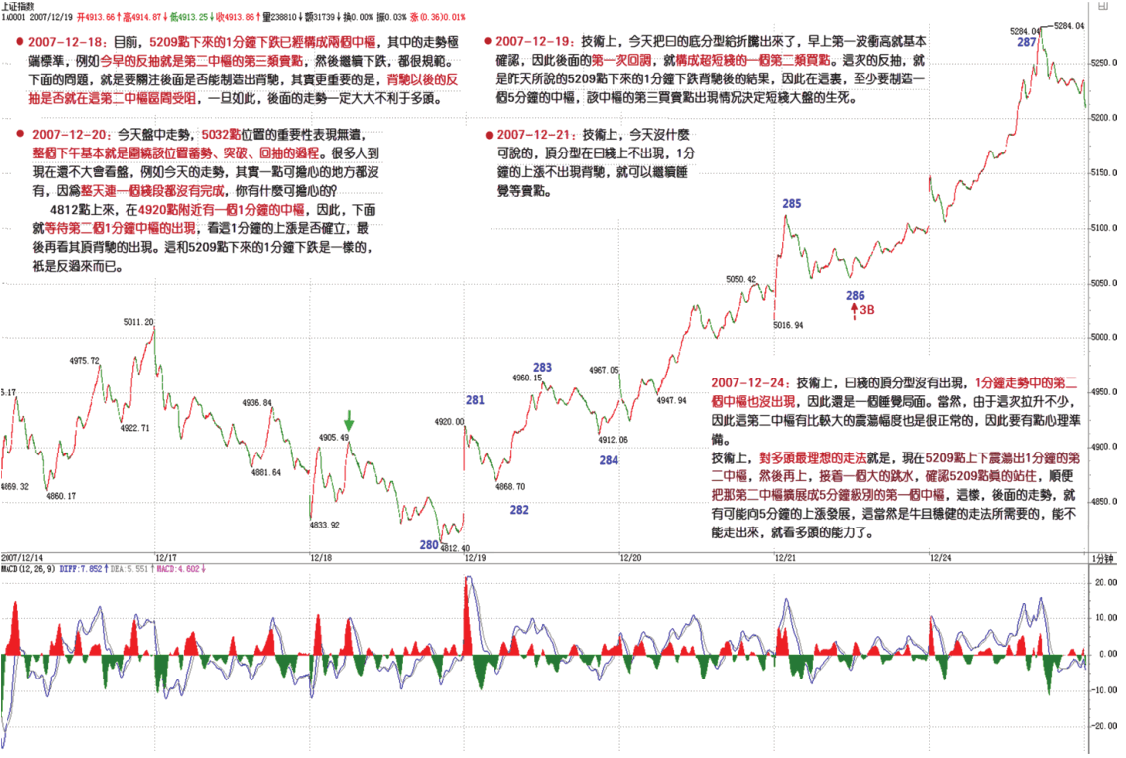 上证指数
1A0001 2007/12/19 开4913.66↑高4914.87↓低4913.25↓收4913.86↑量238810↓额31739↓换0.00% 振0.03% 涨(0.36)0.01%
● 2007-12-18：目前，5209點下來的1分鐘下跌已經構成兩個中樞，其中的走勢極
端標準，例如今早的反抽就是第二中樞的第三類賣點，然後繼續下跌，都很規範。
下面的問題，就是要關注後面是否能制造出背馳，其實更重要的是，背馳以後的反
抽是否就在這第二中樞區間受阻，一旦如此，後面的走勢一定大大不利于多頭。
● 2007-12-20：今天盤中走勢，5032點位置的重要性表現無遺，
整個下午基本就是圍繞該位置蓄勢、突破、回抽的過程。很多人到
現在還不大會看盤，例如今天的走勢，其實一點可擔心的地方都沒
有，因爲整天連一個綫段都沒有完成，你有什麽可擔心的？
4812點上來，在4920點附近有一個1分鐘的中樞，因此，下面
就等待第二個1分鐘中樞的出現，看這1分鐘的上漲是否確立，最
後再看其頂背馳的出現。這和5209點下來的1分鐘下跌是一樣的，
衹是反過來而已。
● 2007-12-19：技術上，今天把日的底分型給折騰出來了，早上第一波衝高就基本
確認，因此後面的第一次回調，就構成超短綫的一個第二類買點。這次的反抽，就
是昨天所說的5209點下來的1分鐘下跌背馳後的結果，因此在這裏，至少要制造一
個5分鐘的中樞，該中樞的第三買賣點出現情況決定短綫大盤的生死。
● 2007-12-21：技術上，今天沒什麽
可說的，頂分型在日綫上不出現，1分
鐘的上漲不出現背馳，就可以繼續睡
覺等賣點。
2007-12-24：技術上，日綫的頂分型沒有出現，1分鐘走勢中的第二
個中樞也沒出現，因此還是一個睡覺局面。當然，由于這次拉升不少，
因此這第二中樞有比較大的震蕩幅度也是很正常的，因此要有點心理準
備。
技術上，對多頭最理想的走法就是，現在5209點上下震蕩出1分鐘的第
二中樞，然後再上，接着一個大的跳水，確認5209點真的站住，順便
把那第二中樞擴展成5分鐘級別的第一個中樞，這樣，後面的走勢，就
有可能向5分鐘的上漲發展，這當然是牛且穩健的走法所需要的，能不
能走出來，就看多頭的能力了。
5284.04
5284.04
287
5250.0
5200.0
5150.0
5100.0
5050.0
5000.0
4950.0
4900.0
4850.0
285
5050.42
286
3B
5016.94
5011.20
4975.72
4922.71
5.17
4869.32
4860.17
4936.84
4881.64
4905.49
4833.92
280
4812.40
281
4920.00
282
4868.70
283
4960.15
4967.05
4912.06
284
4947.94
2007/12/14
12/17
12/18
12/19
12/20
12/21
12/24
1分钟
MACD(12,26,9) DIFF:7.852↑ DEA:5.551↑ MACD:4.602↓
20.00
10.00
0.00
-10.00
-20.00